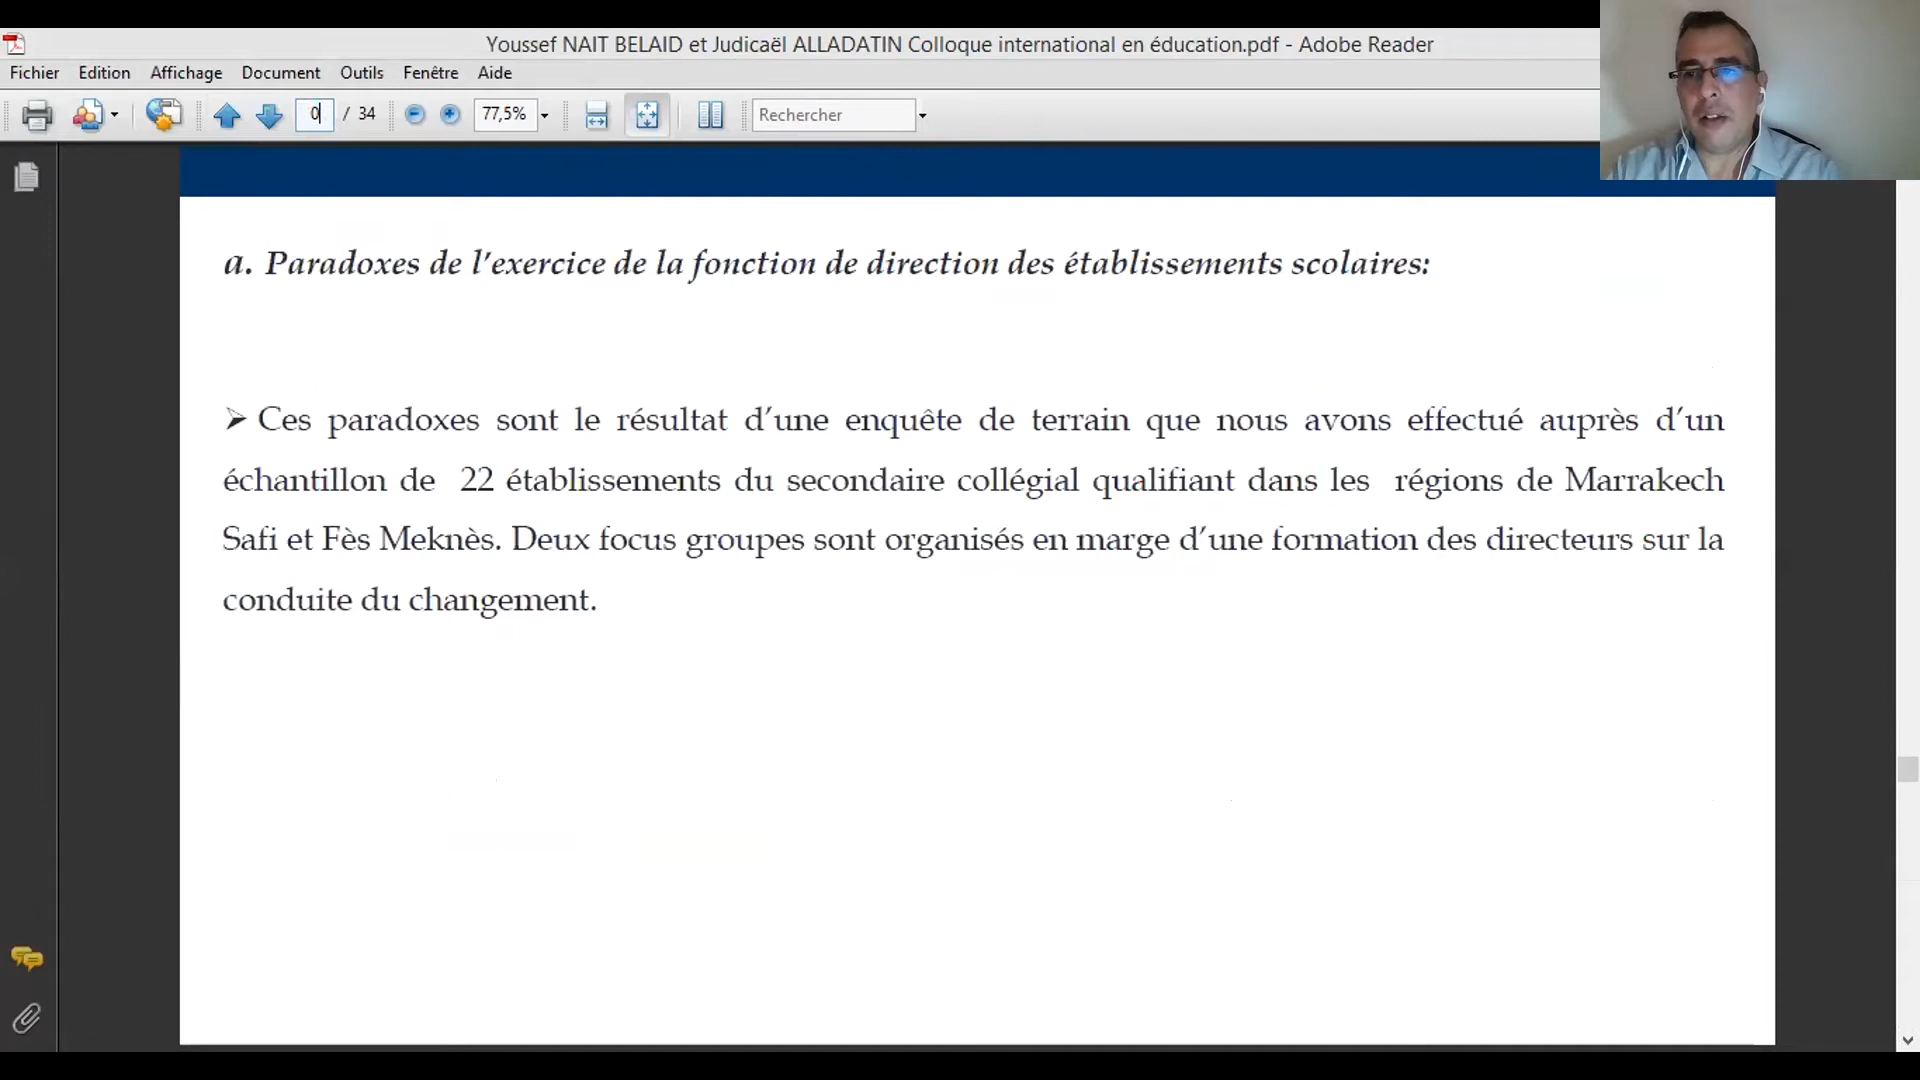 Youssef NAIT BELAID et Judicaël ALLADATIN Colloque international en éducation.pdf - Adobe Reader
Fichier Edition Affichage Document Outils Fenêtre Aide
0 / 34 77,5% Rechercher
a. Paradoxes de l'exercice de la fonction de direction des établissements scolaires:
➢ Ces paradoxes sont le résultat d’une enquête de terrain que nous avons effectué auprès d’un
échantillon de 22 établissements du secondaire collégial qualifiant dans les régions de Marrakech
Safi et Fès Meknès. Deux focus groupes sont organisés en marge d’une formation des directeurs sur la
conduite du changement.